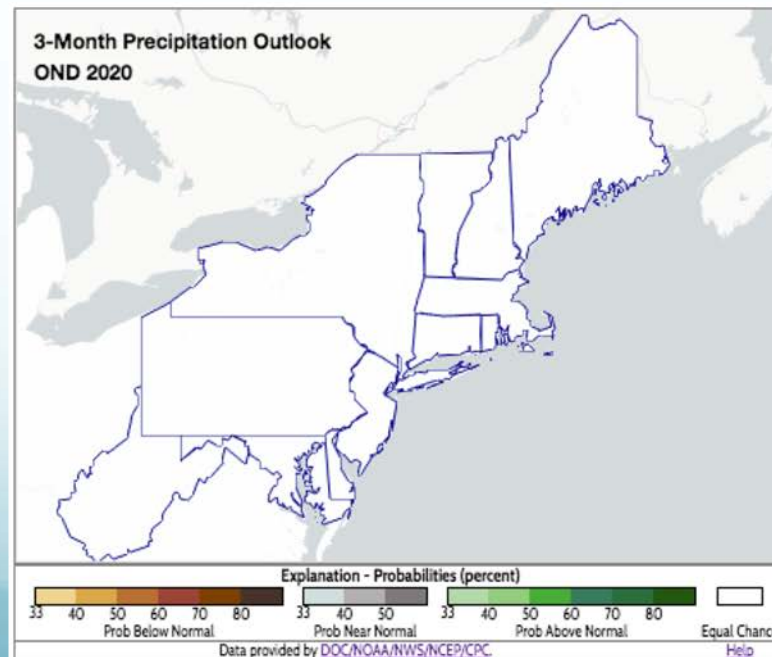 3-Month Precipitation Outlook
OND 2020
Explanation - Probabilities (percent)
33 40 50 60 70 80 33 40 50 33 40 50 60 70 80
Prob Below Normal Prob Near Normal Prob Above Normal Equal Chanc
Data provided by DOC/NOAA/NWS/NCEP/CPC. Help